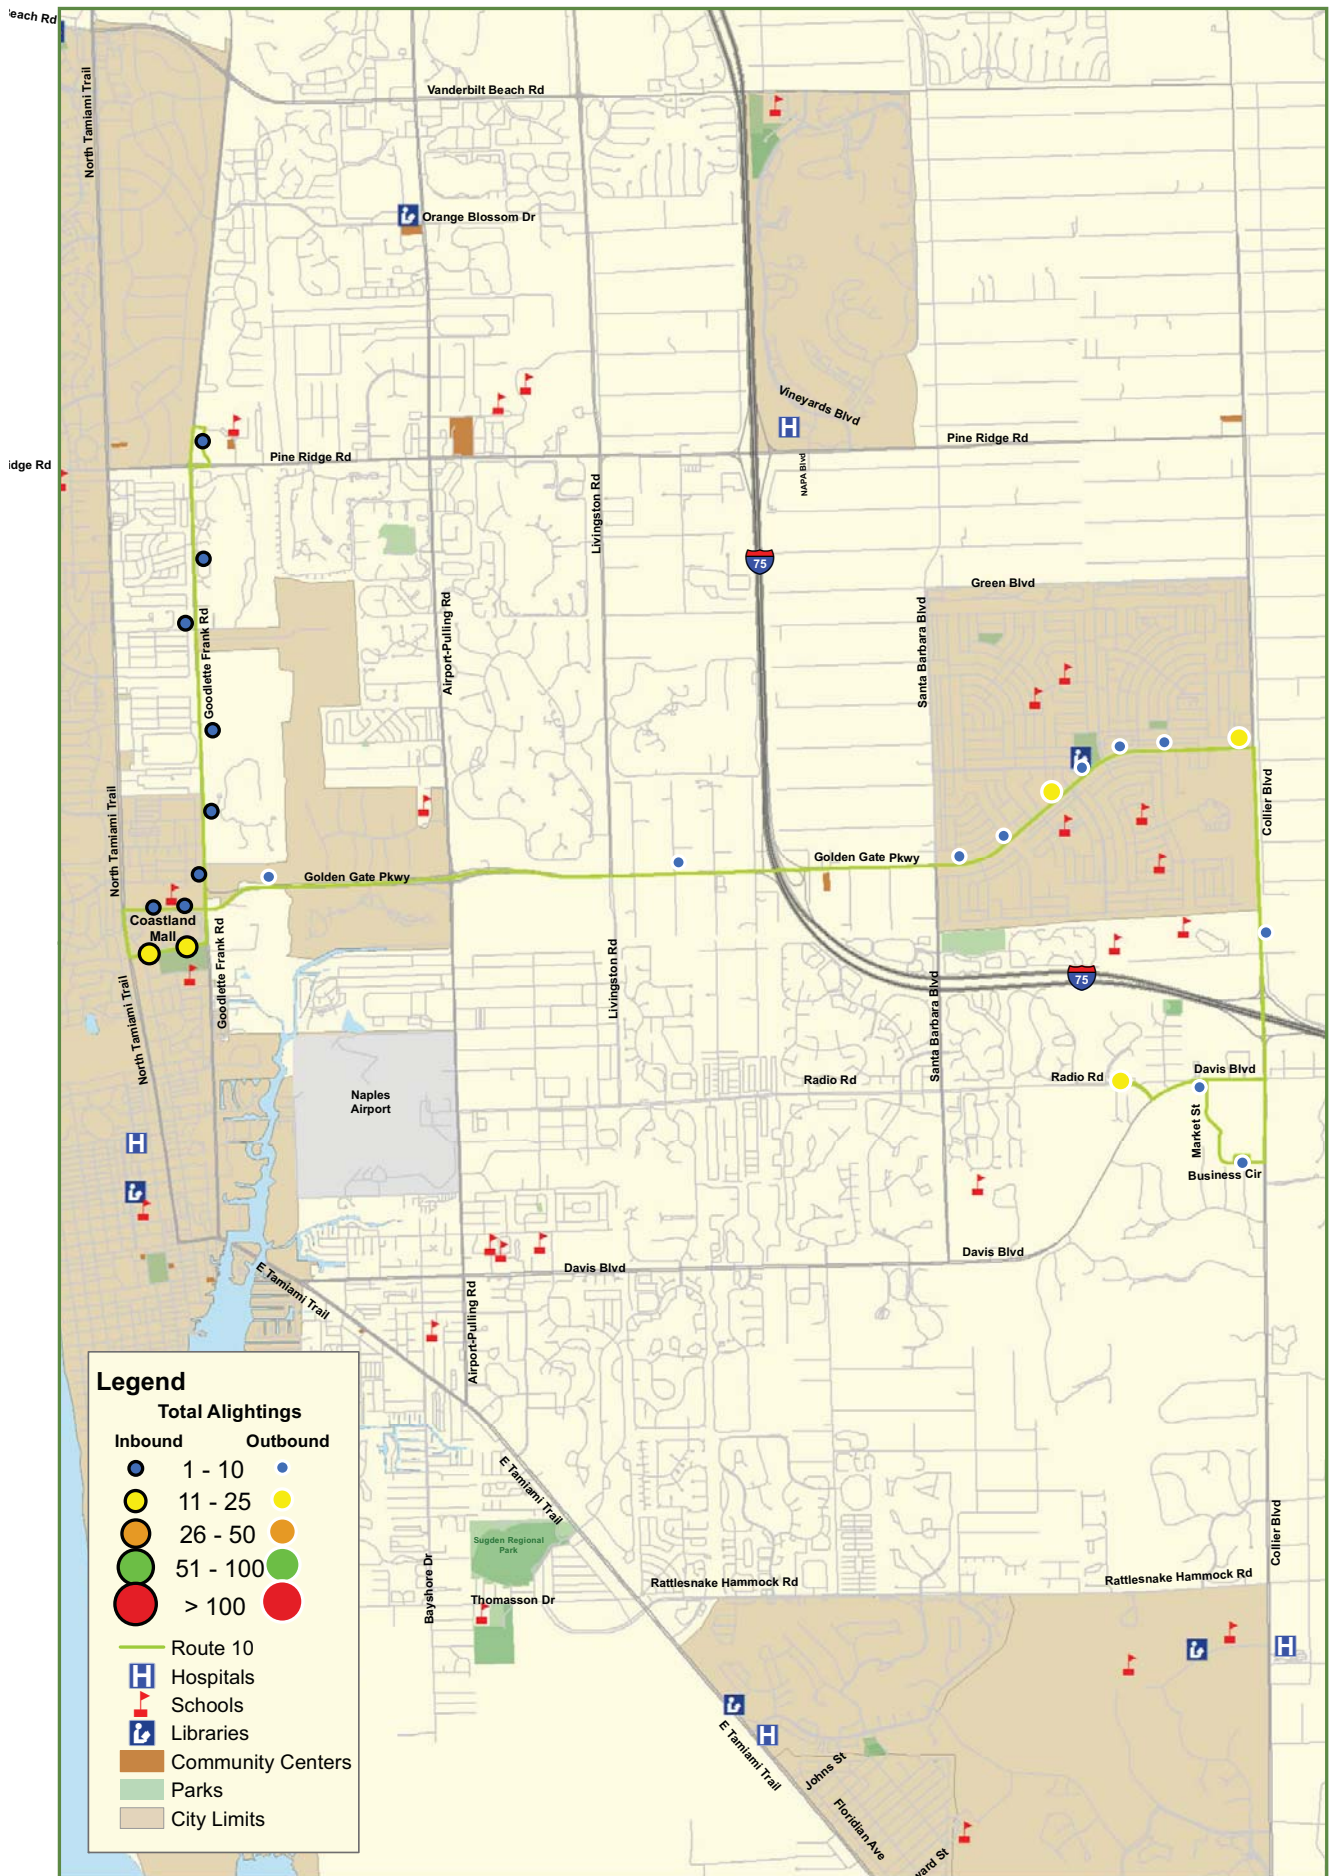 each Rd
North Tamiami Trail
Vanderbilt Beach Rd
Orange Blossom Dr
Vineyards Blvd
H
Pine Ridge Rd
idge Rd
Pine Ridge Rd
NAPA Blvd
Livingston Rd
75
Green Blvd
Airport-Pulling Rd
Santa Barbara Blvd
Goodlette Frank Rd
North Tamiami Trail
Collier Blvd
Golden Gate Pkwy
Golden Gate Pkwy
Coastland
Mall
Goodlette Frank Rd
Livingston Rd
75
North Tamiami Trail
Santa Barbara Blvd
Radio Rd
Radio Rd
Davis Blvd
Naples
Airport
Market St
H
Business Cir
Davis Blvd
Davis Blvd
E Tamiami Trail
Airport-Pulling Rd
Legend
Total Alightings
Inbound Outbound
1 - 10
11 - 25
26 - 50
51 - 100
> 100
Route 10
H Hospitals
Schools
Libraries
Community Centers
Parks
City Limits
E Tamiami Trail
Sugden Regional
Park
Bayshore Dr
Thomasson Dr
Rattlesnake Hammock Rd
Rattlesnake Hammock Rd
Collier Blvd
H
H
E Tamiami Trail
Johns St
Floridian Ave
ward St